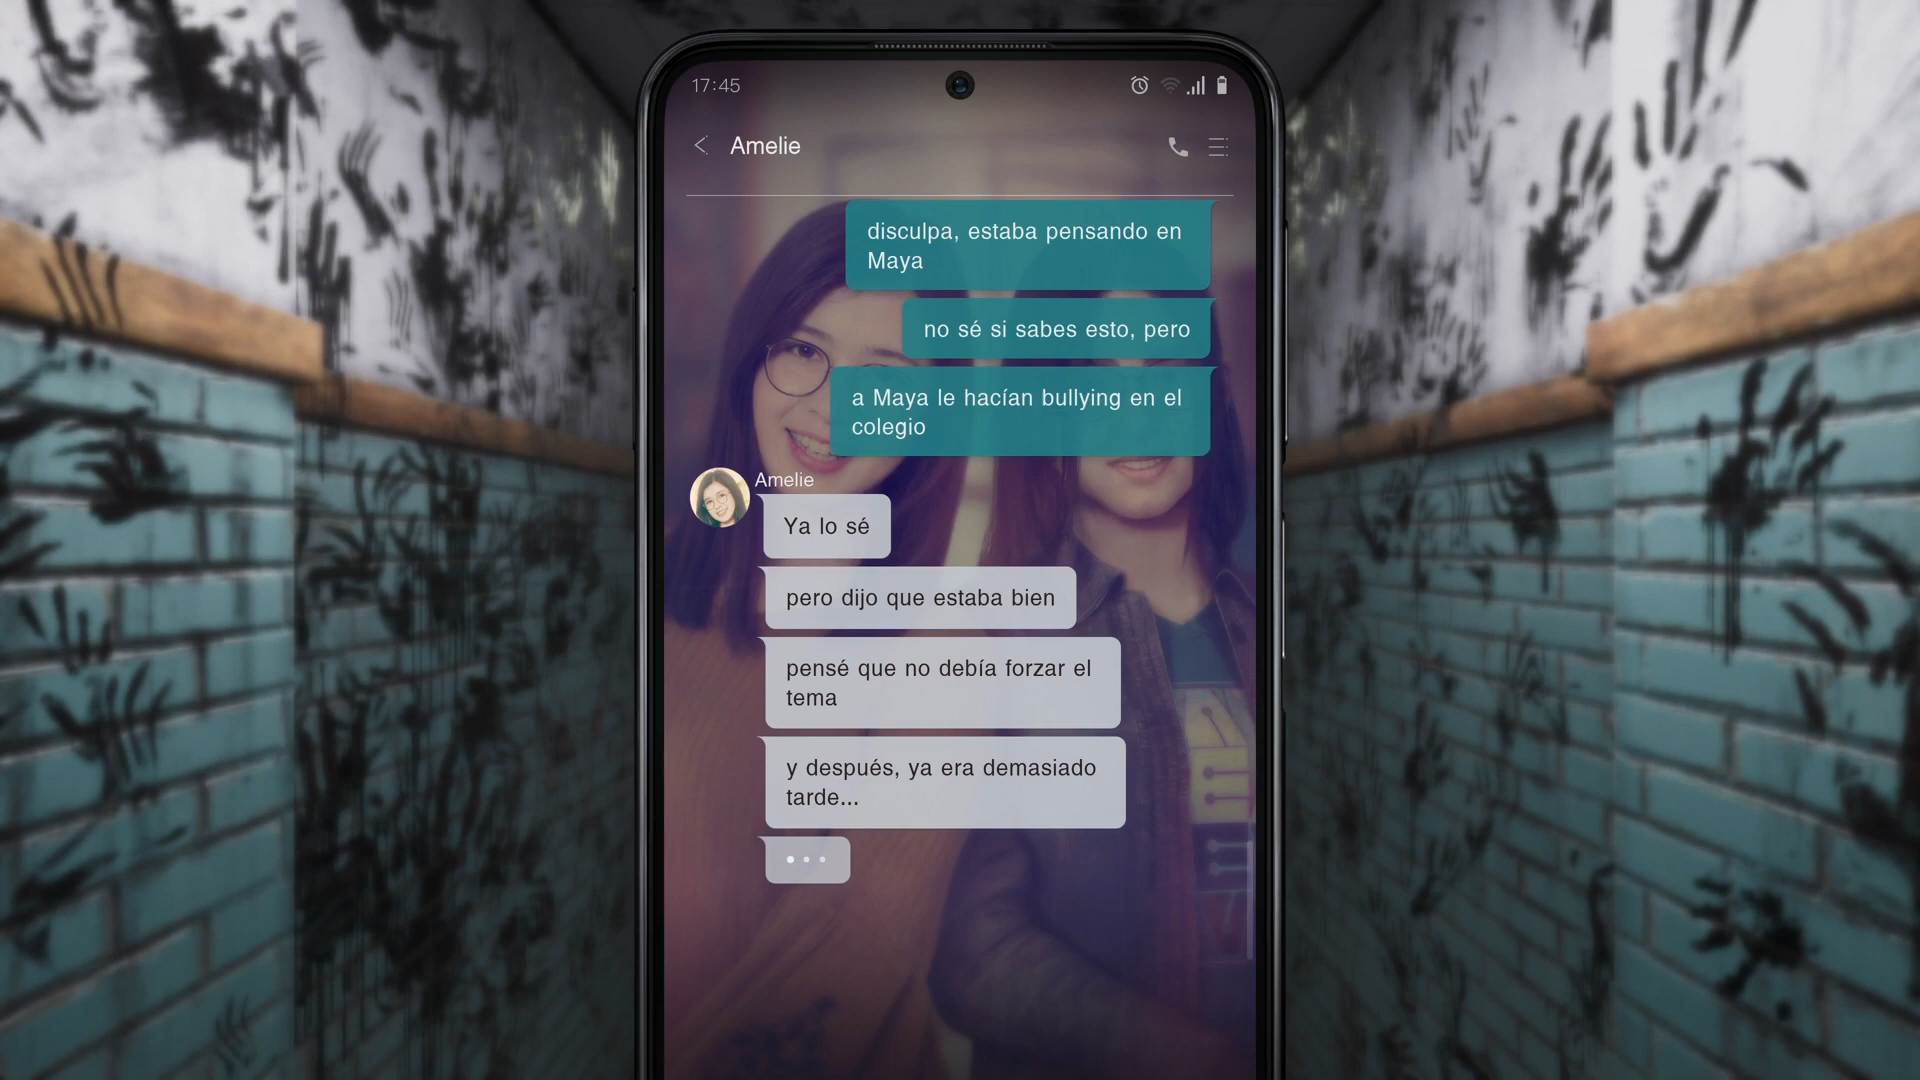 17:45
Amelie
disculpa, estaba pensando en
Maya
no sé si sabes esto, pero
a Maya le hacían bullying en el
colegio
Amelie
Ya lo sé
pero dijo que estaba bien
pensé que no debía forzar el
tema
y después, ya era demasiado
tarde...